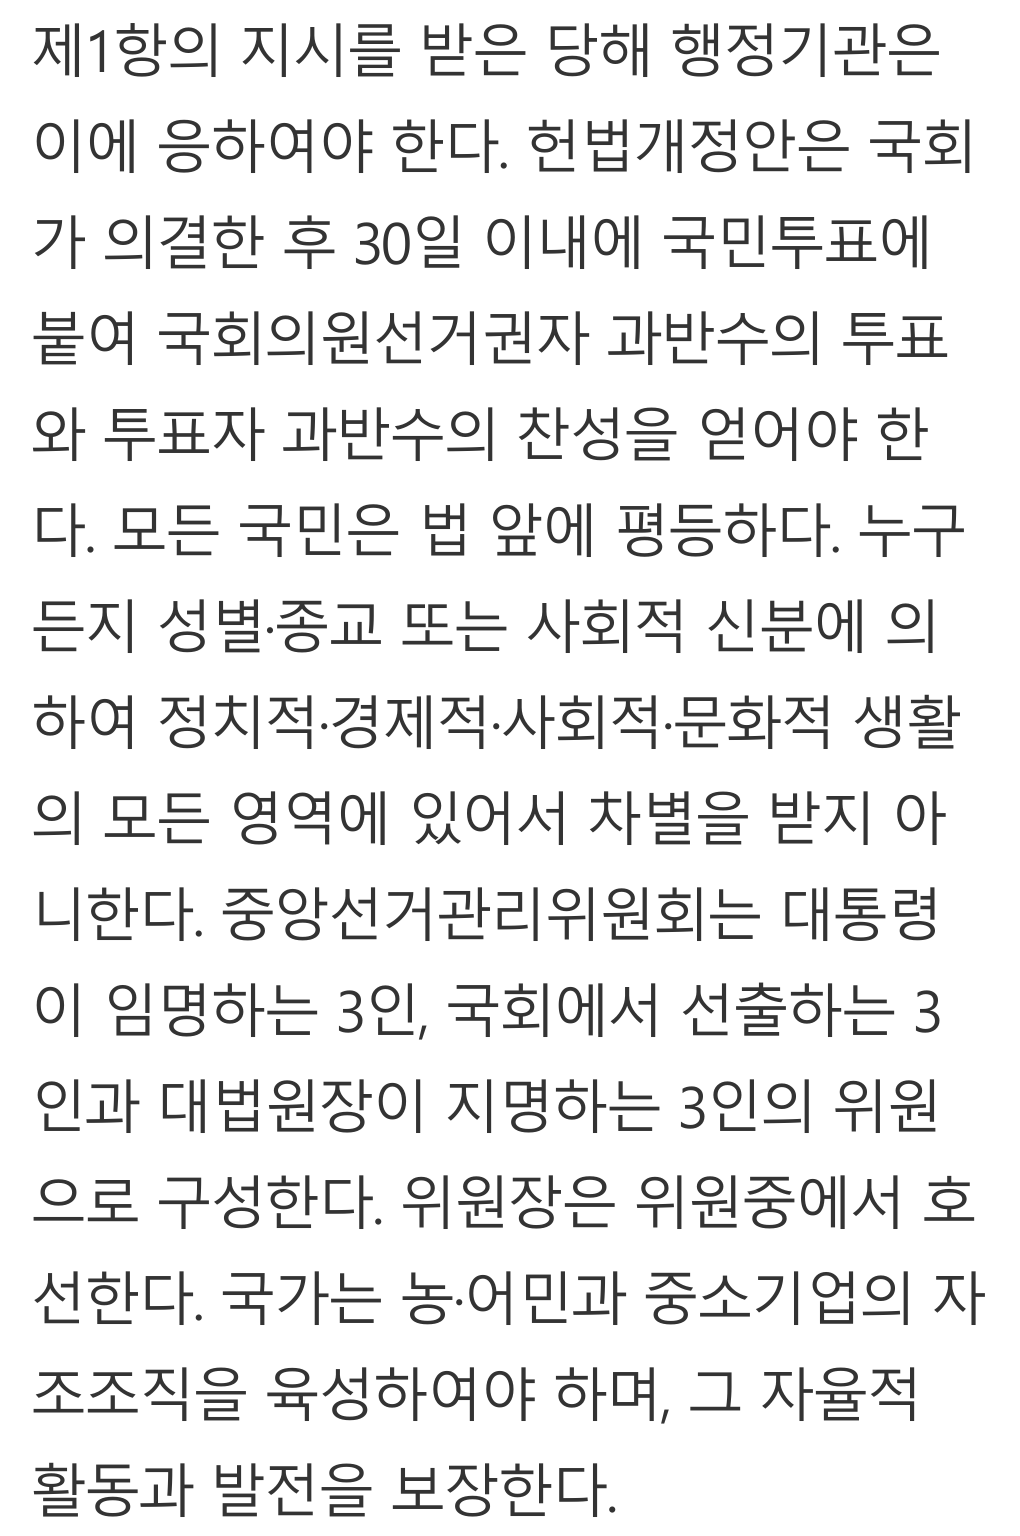 제1항의 지시를 받은 당해 행정기관은
이에 응하여야 한다. 헌법개정안은 국회
가 의결한 후 30일 이내에 국민투표에
붙여 국회의원선거권자 과반수의 투표
와 투표자 과반수의 찬성을 얻어야 한
다. 모든 국민은 법 앞에 평등하다. 누구
든지 성별·종교 또는 사회적 신분에 의
하여 정치적·경제적·사회적·문화적 생활
의 모든 영역에 있어서 차별을 받지 아
니한다. 중앙선거관리위원회는 대통령
이 임명하는 3인, 국회에서 선출하는 3
인과 대법원장이 지명하는 3인의 위원
으로 구성한다. 위원장은 위원중에서 호
선한다. 국가는 농·어민과 중소기업의 자
조조직을 육성하여야 하며, 그 자율적
활동과 발전을 보장한다.